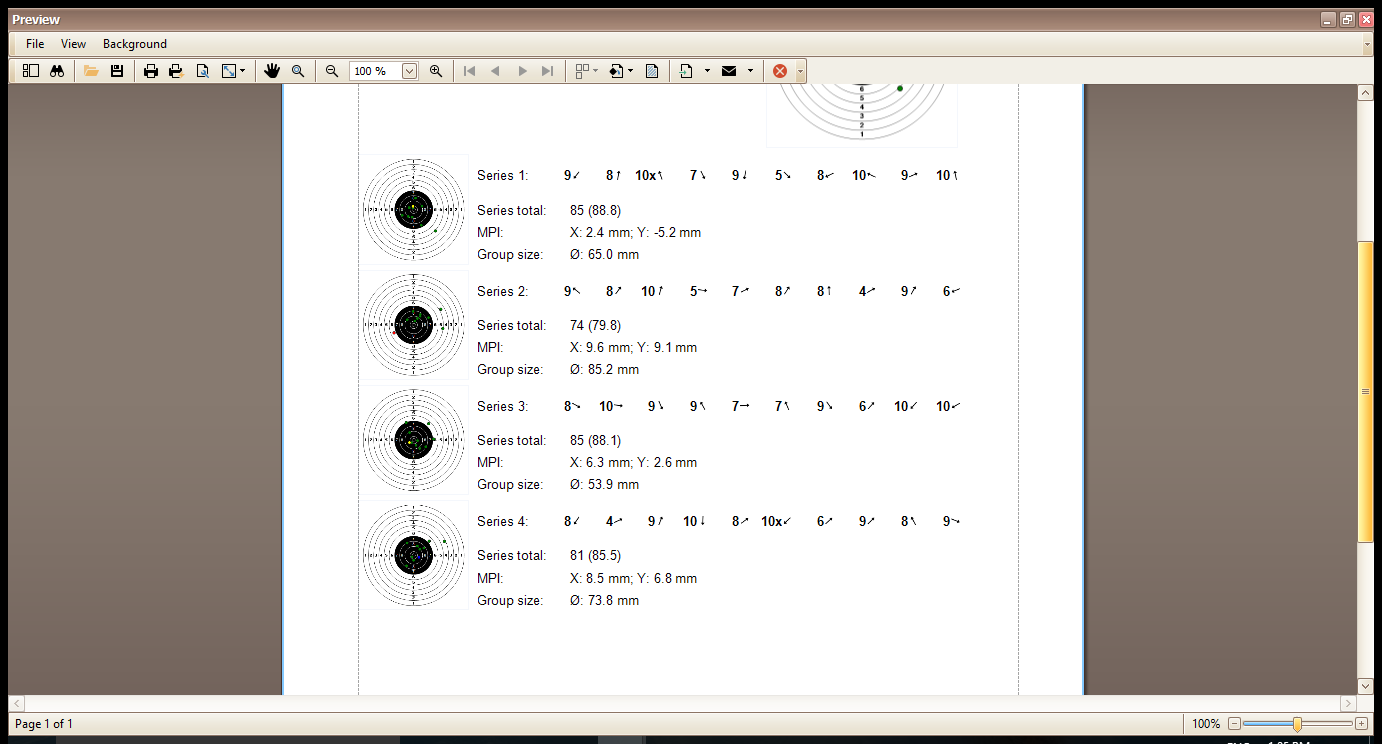 Preview
File View Background
100 %
6
5
4
3
2
1
Series 1: 9↙ 8↑ 10x↖ 7↘ 9↓ 5↘ 8← 10↖ 9↗ 10↑
Series total: 85 (88.8)
MPI: X: 2.4 mm; Y: -5.2 mm
Group size: Ø: 65.0 mm
Series 2: 9↖ 8↗ 10↑ 5→ 7↗ 8↗ 8↑ 4↗ 9↗ 6←
Series total: 74 (79.8)
MPI: X: 9.6 mm; Y: 9.1 mm
Group size: Ø: 85.2 mm
Series 3: 8↘ 10→ 9↘ 9↖ 7→ 7↖ 9↘ 6↗ 10↙ 10↙
Series total: 85 (88.1)
MPI: X: 6.3 mm; Y: 2.6 mm
Group size: Ø: 53.9 mm
Series 4: 8↙ 4↗ 9↗ 10↓ 8↗ 10x↙ 6↗ 9↗ 8↖ 9→
Series total: 81 (85.5)
MPI: X: 8.5 mm; Y: 6.8 mm
Group size: Ø: 73.8 mm
Page 1 of 1 100%